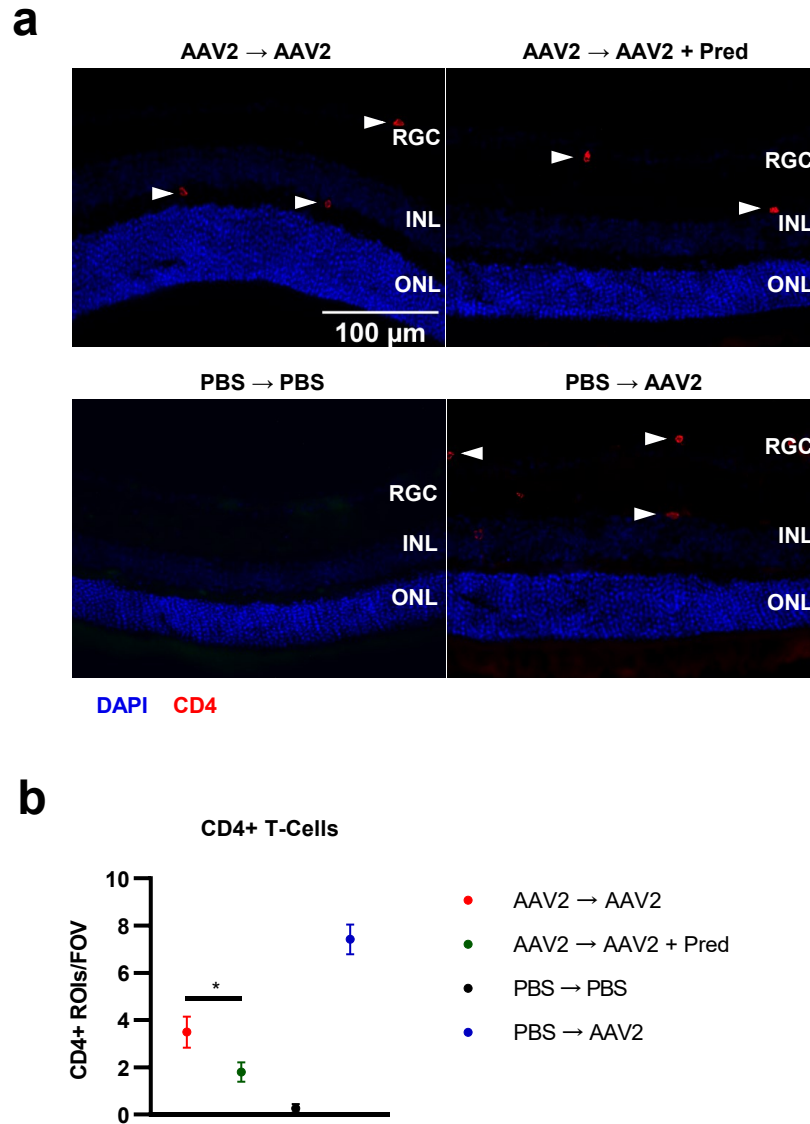 a
AAV2 → AAV2
AAV2 → AAV2 + Pred
RGC
INL
ONL
100 µm
RGC
INL
ONL
PBS → PBS
PBS → AAV2
RGC
INL
ONL
RGC
INL
ONL
DAPI CD4
b
CD4+ T-Cells
CD4+ ROIs/FOV
10
8
6
4
2
0
*
AAV2 → AAV2
AAV2 → AAV2 + Pred
PBS → PBS
PBS → AAV2